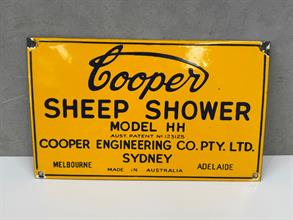 Cooper
SHEEP SHOWER
MODEL HH
AUST. PATENT No 123125
COOPER ENGINEERING CO. PTY. LTD.
SYDNEY
MELBOURNE ADELAIDE
MADE IN AUSTRALIA